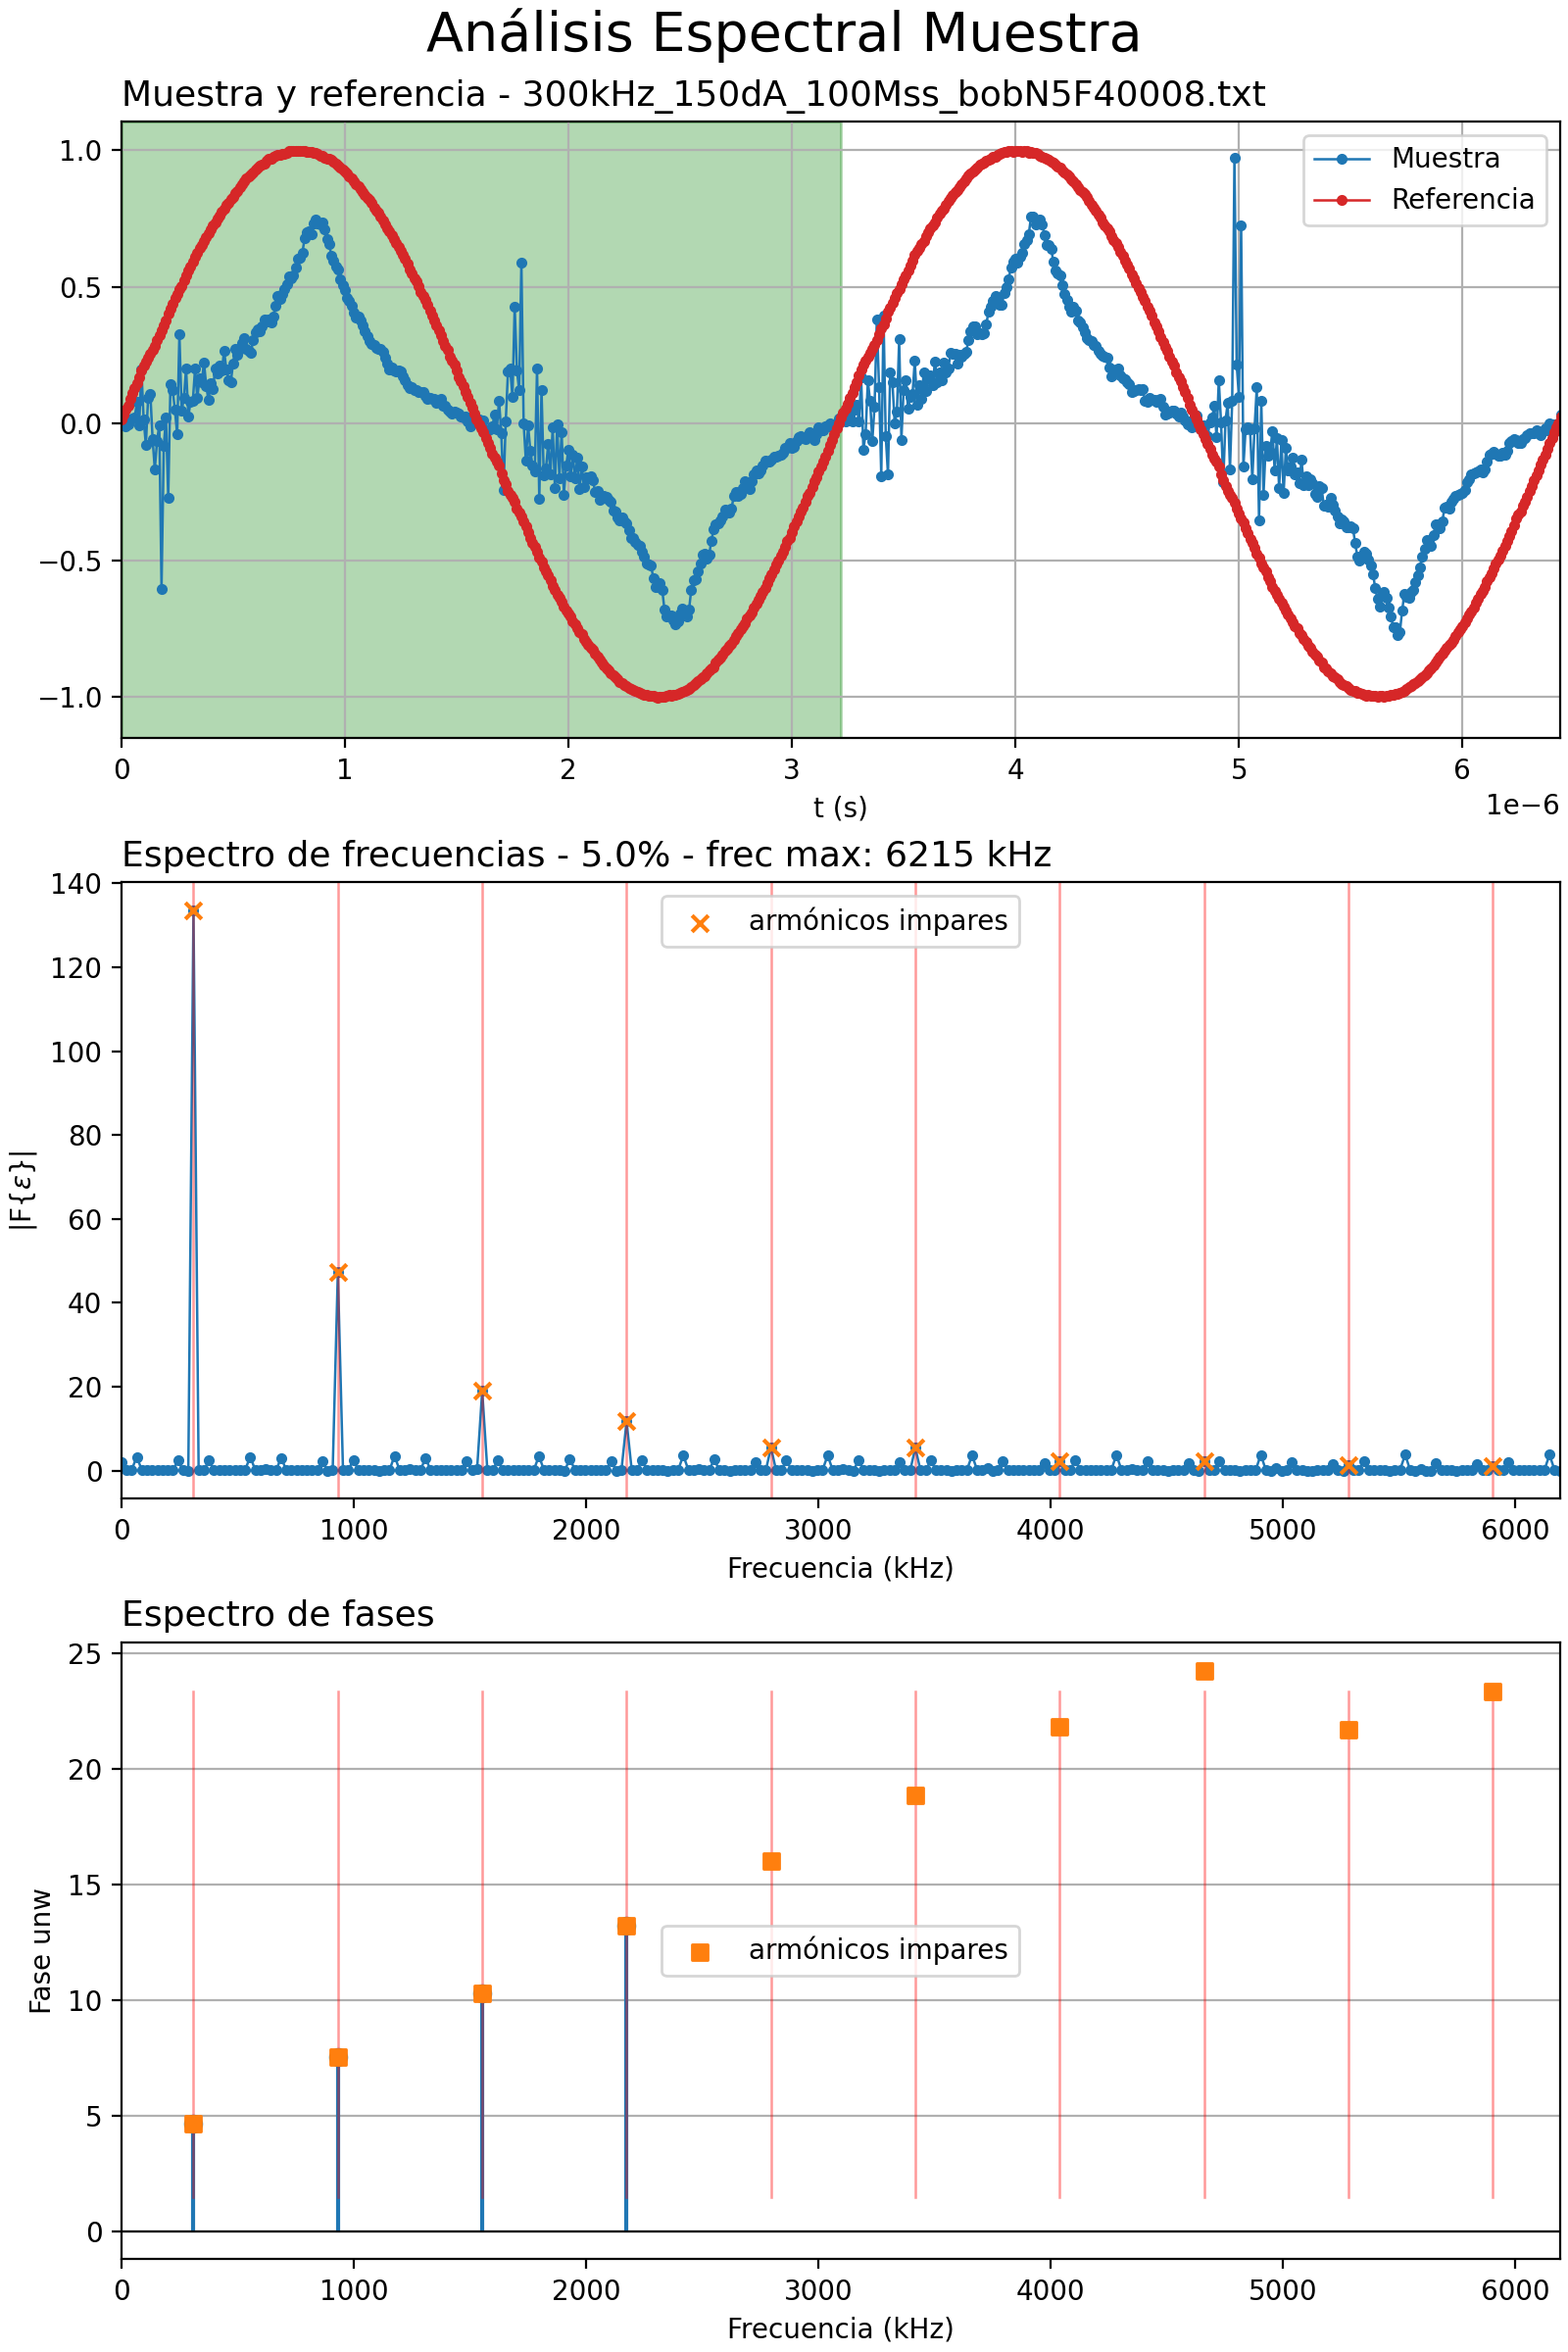 Análisis Espectral Muestra
Muestra y referencia - 300kHz_150dA_100Mss_bobN5F40008.txt
1.0
0.5
0.0
−0.5
−1.0
Muestra
Referencia
0 1 2 3 4 5 6
1e−6
t (s)
Espectro de frecuencias - 5.0% - frec max: 6215 kHz
140
120
100
80
60
40
20
0
|F{ε}|
armónicos impares
0 1000 2000 3000 4000 5000 6000
Frecuencia (kHz)
Espectro de fases
25
20
15
10
5
0
Fase unw
armónicos impares
0 1000 2000 3000 4000 5000 6000
Frecuencia (kHz)